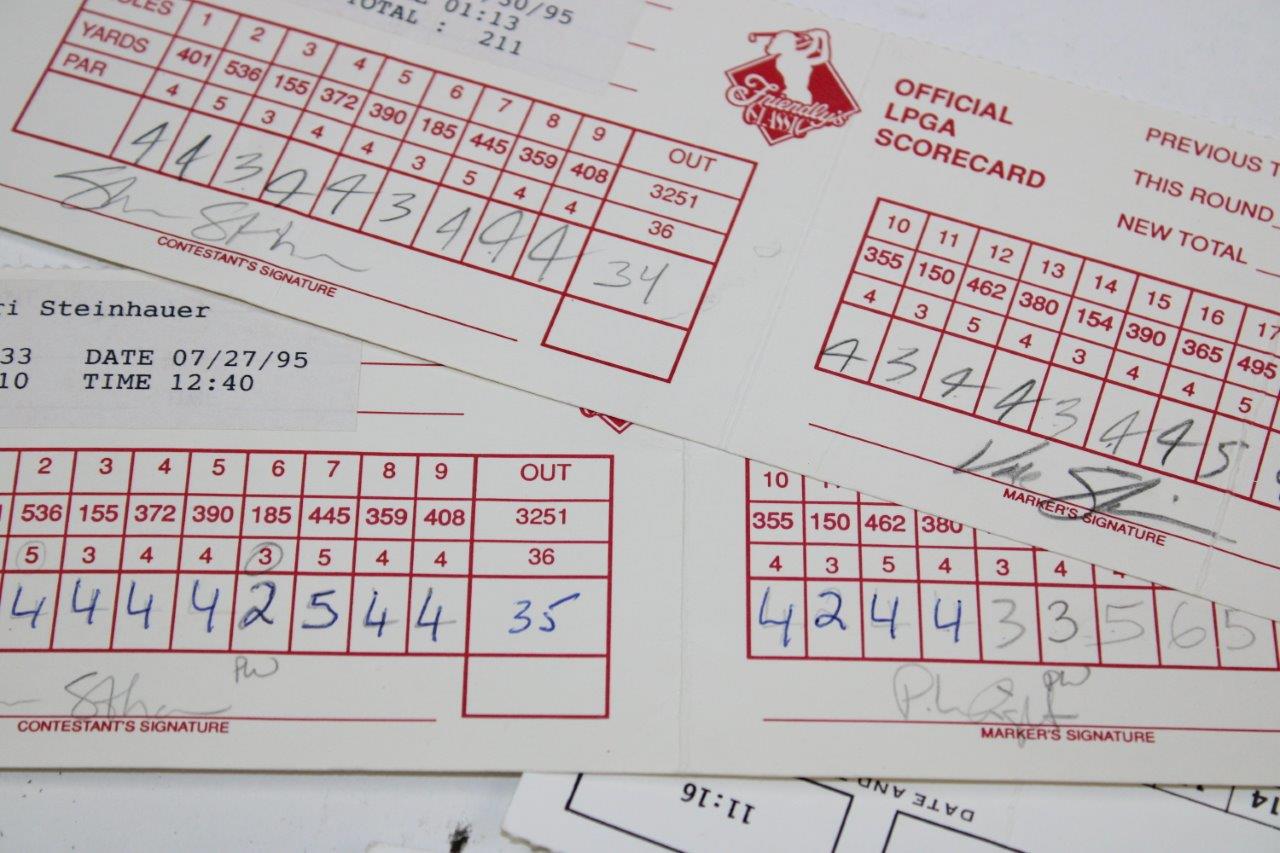 /30/95
01:13
TOTAL : 211
HOLES 1 2 3 4 5 6 7 8 9 OUT
YARDS 401 536 155 372 390 185 445 359 408 3251
PAR 4 5 3 4 4 3 5 4 4 36
4 4 3 4 4 3 4 4 4 34
CONTESTANT'S SIGNATURE
Friendly's
CLASSIC
OFFICIAL
LPGA
SCORECARD
PREVIOUS T
THIS ROUND
NEW TOTAL
10 11 12 13 14 15 16 17
355 150 462 380 154 390 365 495
4 3 5 4 3 4 4 5
4 3 4 4 3 4 4 5
MARKER'S SIGNATURE
ri Steinhauer
33 DATE 07/27/95
10 TIME 12:40
2 3 4 5 6 7 8 9 OUT
536 155 372 390 185 445 359 408 3251
5 3 4 4 3 5 4 4 36
4 4 4 4 2 5 4 4 35
PW
CONTESTANT'S SIGNATURE
10
355 150 462 380
4 3 5 4 3 4
4 2 4 4 3 3 5 6 5
PW
MARKER'S SIGNATURE
11:16
DATE AND
14